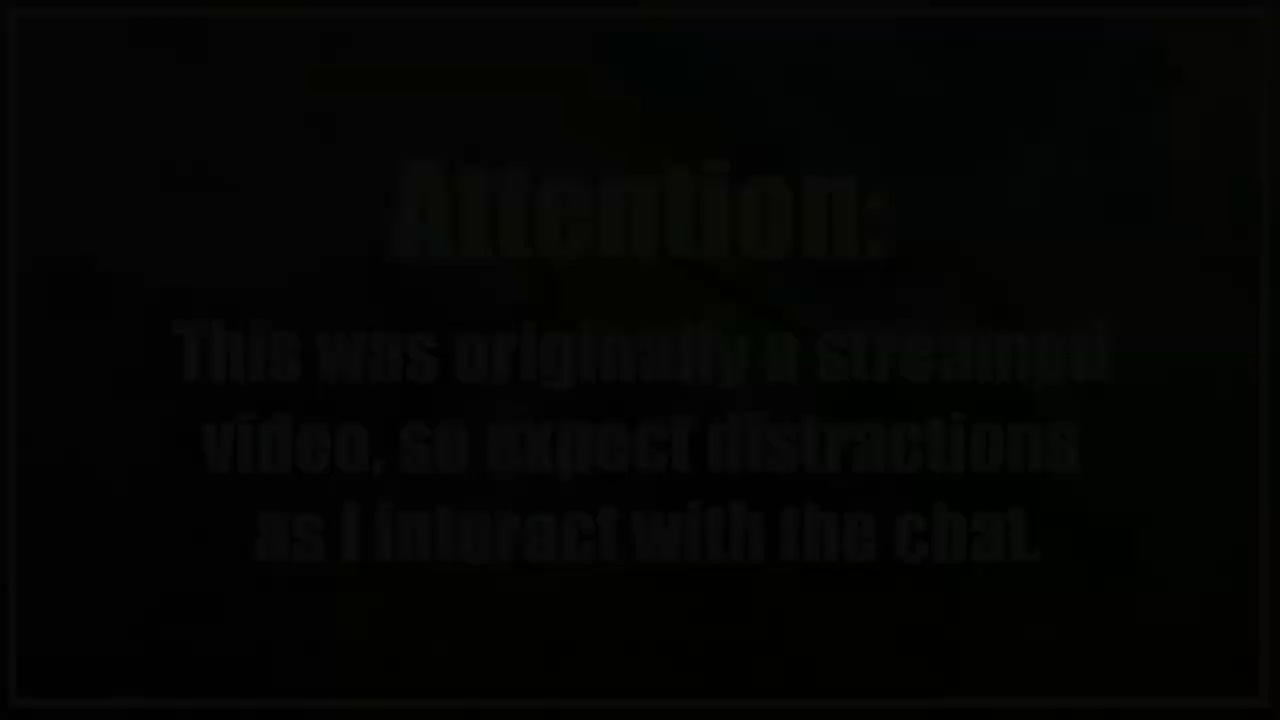 Attention:
This was originally a streamed
video, so expect distractions
as I interact with the chat.